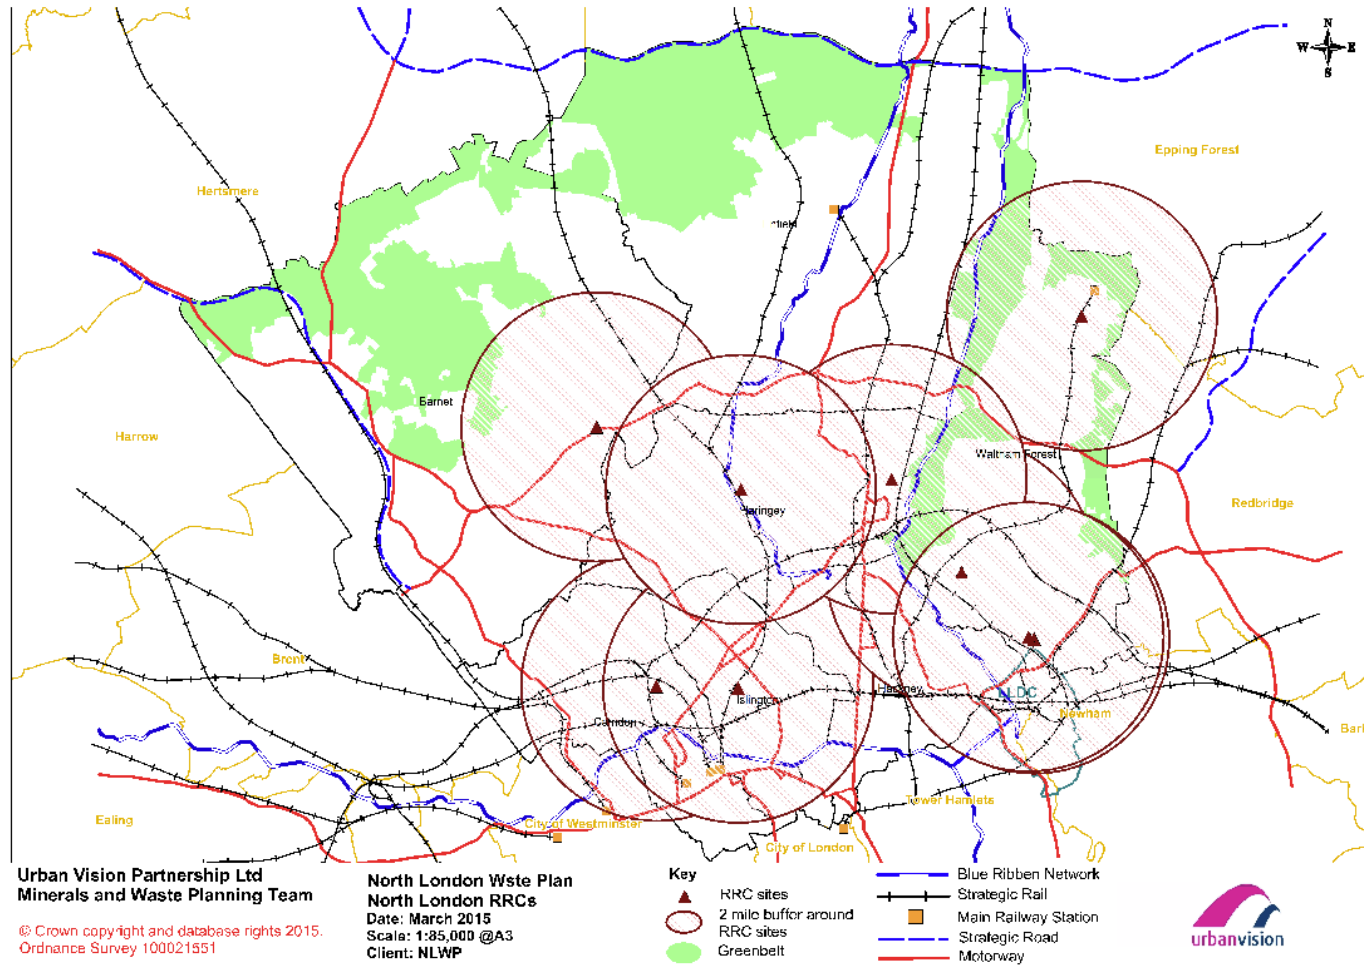 N
W E
S
Epping Forest
Hertsmere
Barnet
Harrow
Waltham Forest
Redbridge
Haringey
Brent
Islington
Hackney
LLDC
Newham
Camden
Tower Hamlets
Ealing
City of Westminster
City of London
Urban Vision Partnership Ltd
Minerals and Waste Planning Team
© Crown copyright and database rights 2015.
Ordnance Survey 100021551
North London Wste Plan
North London RRCs
Date: March 2015
Scale: 1:85,000 @A3
Client: NLWP
Key
RRC sites
2 mile buffer around
RRC sites
Greenbelt
Blue Ribben Network
Strategic Rail
Main Railway Station
Strategic Road
Motorway
urbanvision